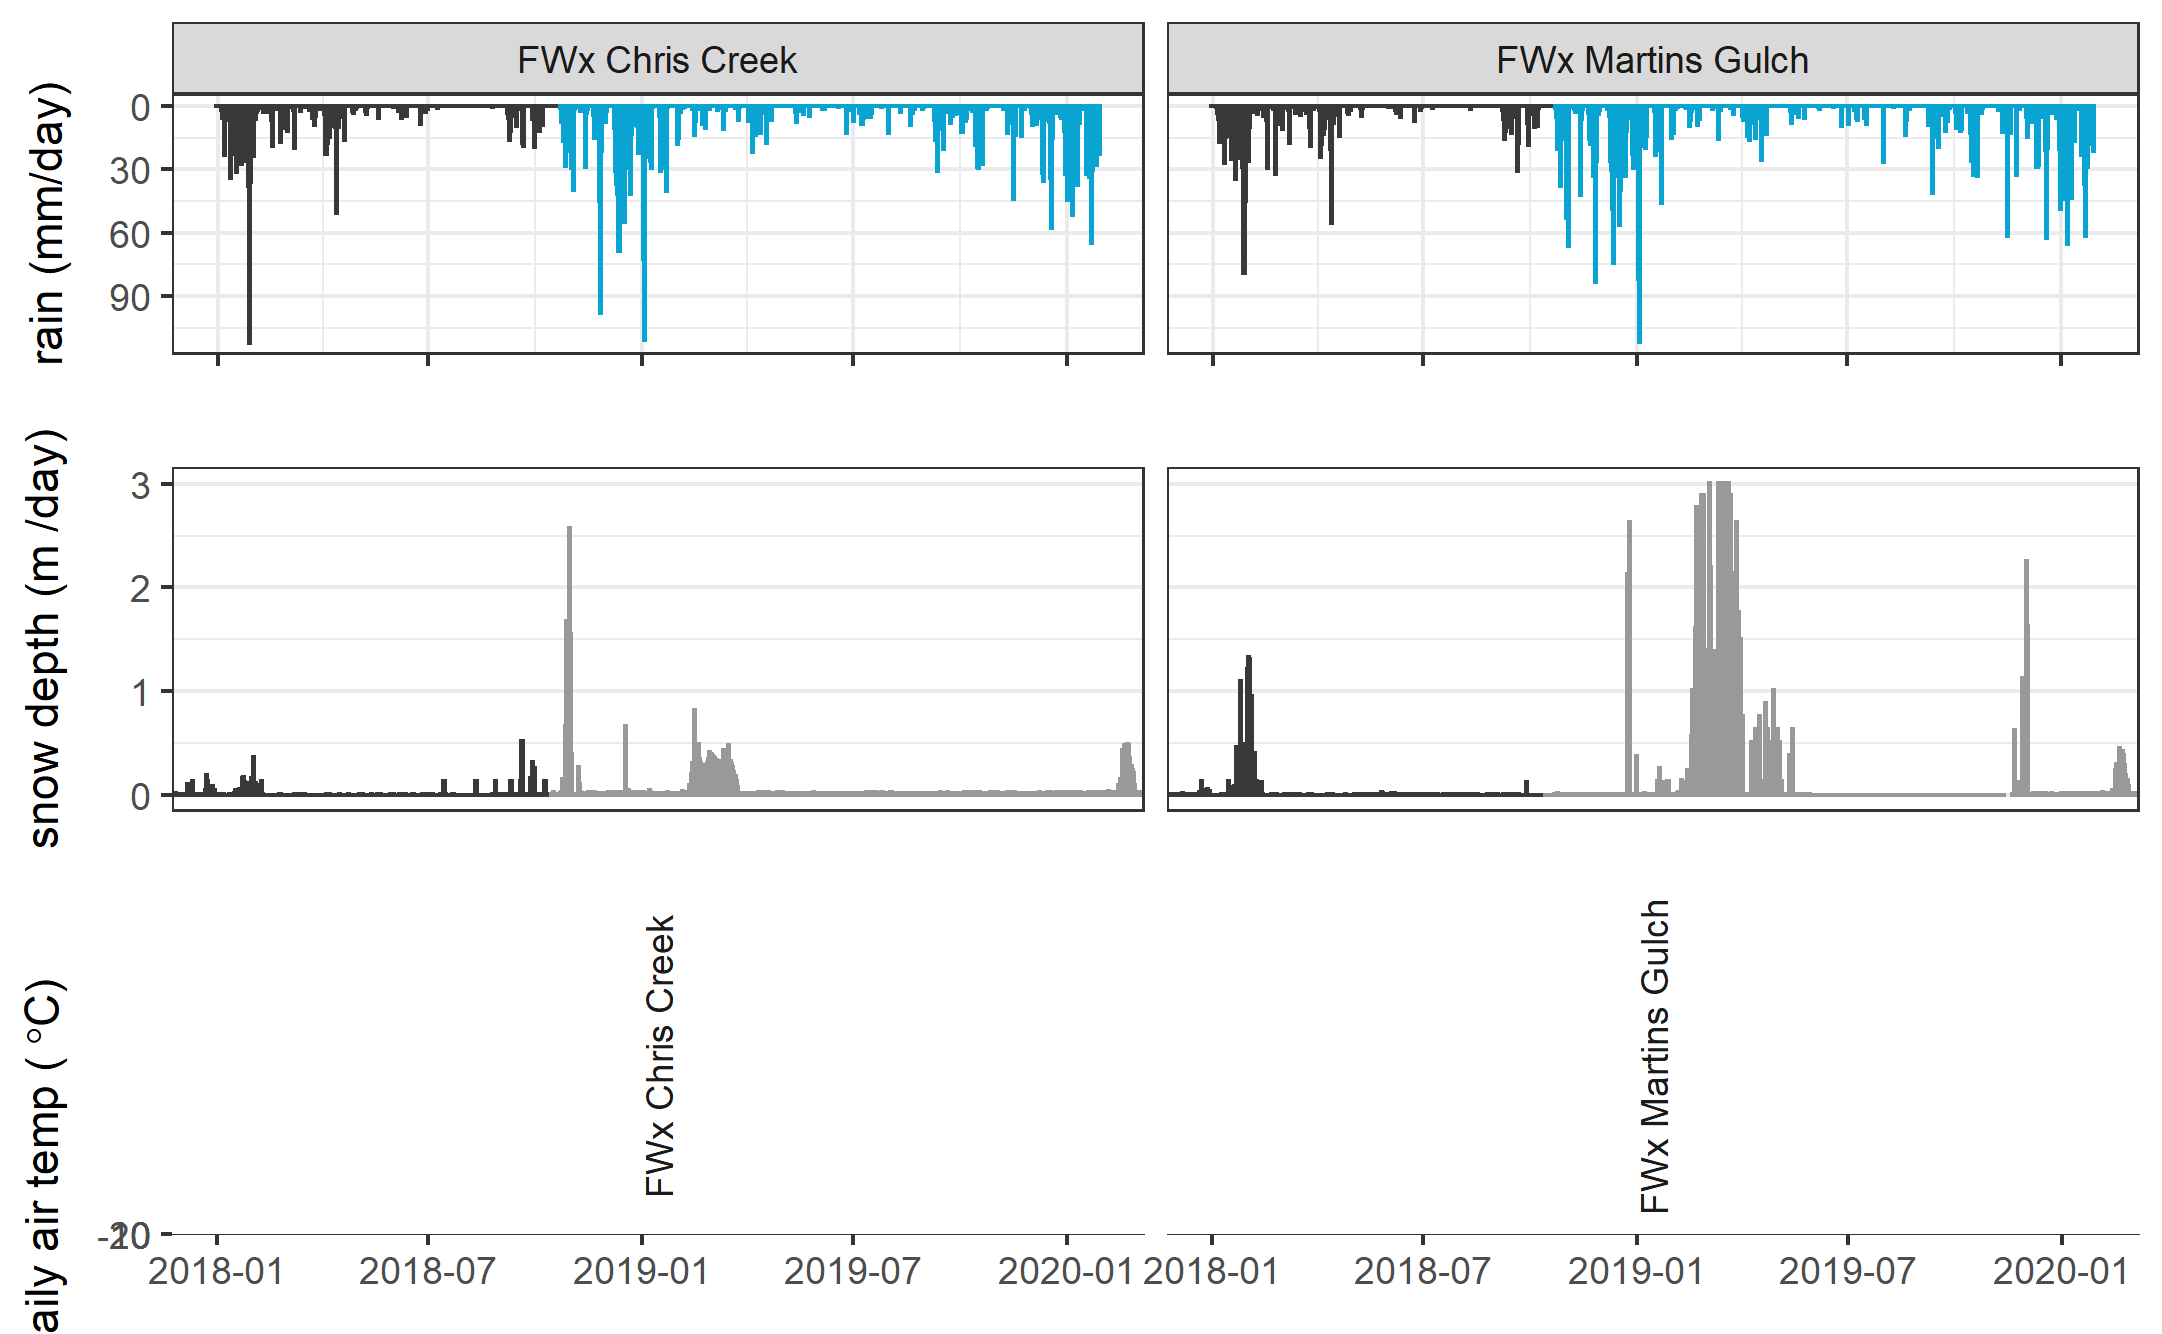 FWx Chris Creek
FWx Martins Gulch
rain (mm/day)
0
30
60
90
snow depth (m /day)
3
2
1
0
aily air temp ( °C)
FWx Chris Creek
FWx Martins Gulch
2018-01 2018-07 2019-01 2019-07 2020-01
2018-01 2018-07 2019-01 2019-07 2020-01